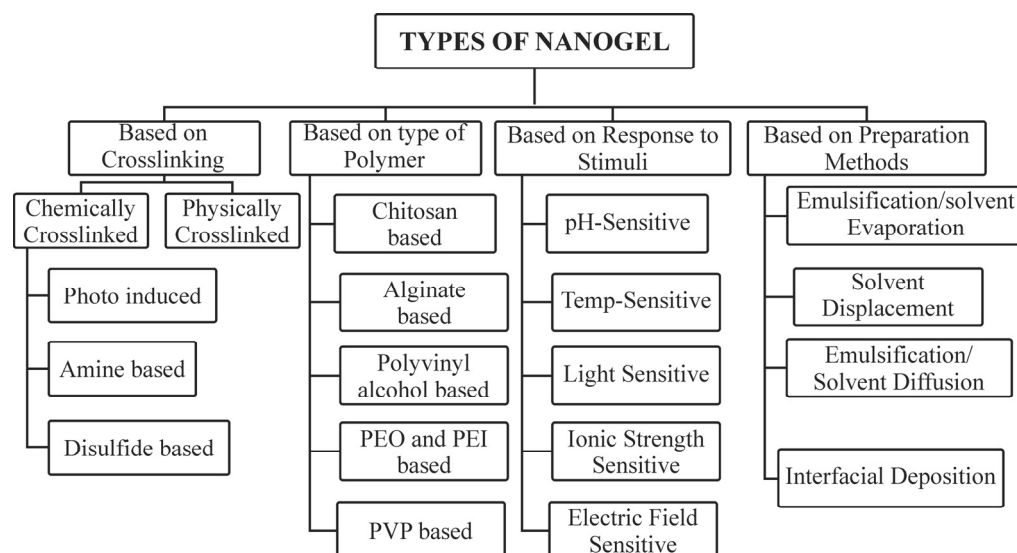 TYPES OF NANOGEL
Based on
Crosslinking
Chemically
Crosslinked
Physically
Crosslinked
Photo induced
Amine based
Disulfide based
Based on type of
Polymer
Chitosan
based
Alginate
based
Polyvinyl
alcohol based
PEO and PEI
based
PVP based
Based on Response to
Stimuli
pH-Sensitive
Temp-Sensitive
Light Sensitive
Ionic Strength
Sensitive
Electric Field
Sensitive
Based on Preparation
Methods
Emulsification/solvent
Evaporation
Solvent
Displacement
Emulsification/
Solvent Diffusion
Interfacial Deposition